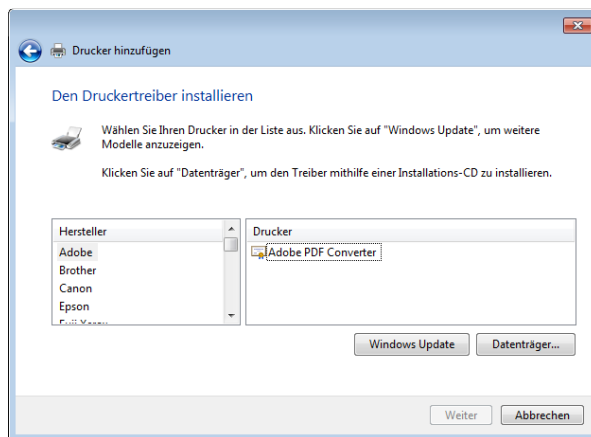 Drucker hinzufügen
Den Druckertreiber installieren
Wählen Sie Ihren Drucker in der Liste aus. Klicken Sie auf "Windows Update", um weitere
Modelle anzuzeigen.
Klicken Sie auf "Datenträger", um den Treiber mithilfe einer Installations-CD zu installieren.
Hersteller
Adobe
Brother
Canon
Epson
Fuji Xerox
Drucker
Adobe PDF Converter
Windows Update
Datenträger...
Weiter
Abbrechen